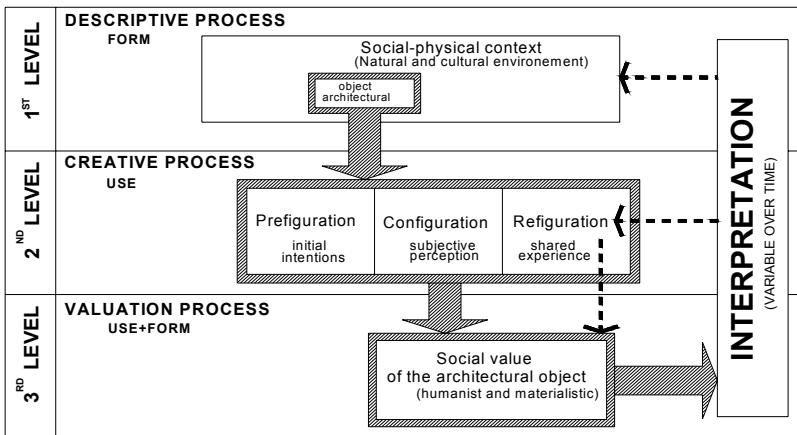 1ST LEVEL
DESCRIPTIVE PROCESS
FORM
Social-physical context
(Natural and cultural environement)
object
architectural
2ND LEVEL
CREATIVE PROCESS
USE
Prefiguration
initial
intentions
Configuration
subjective
perception
Refiguration
shared
experience
3RD LEVEL
VALUATION PROCESS
USE+FORM
Social value
of the architectural object
(humanist and materialistic)
INTERPRETATION
(VARIABLE OVER TIME)